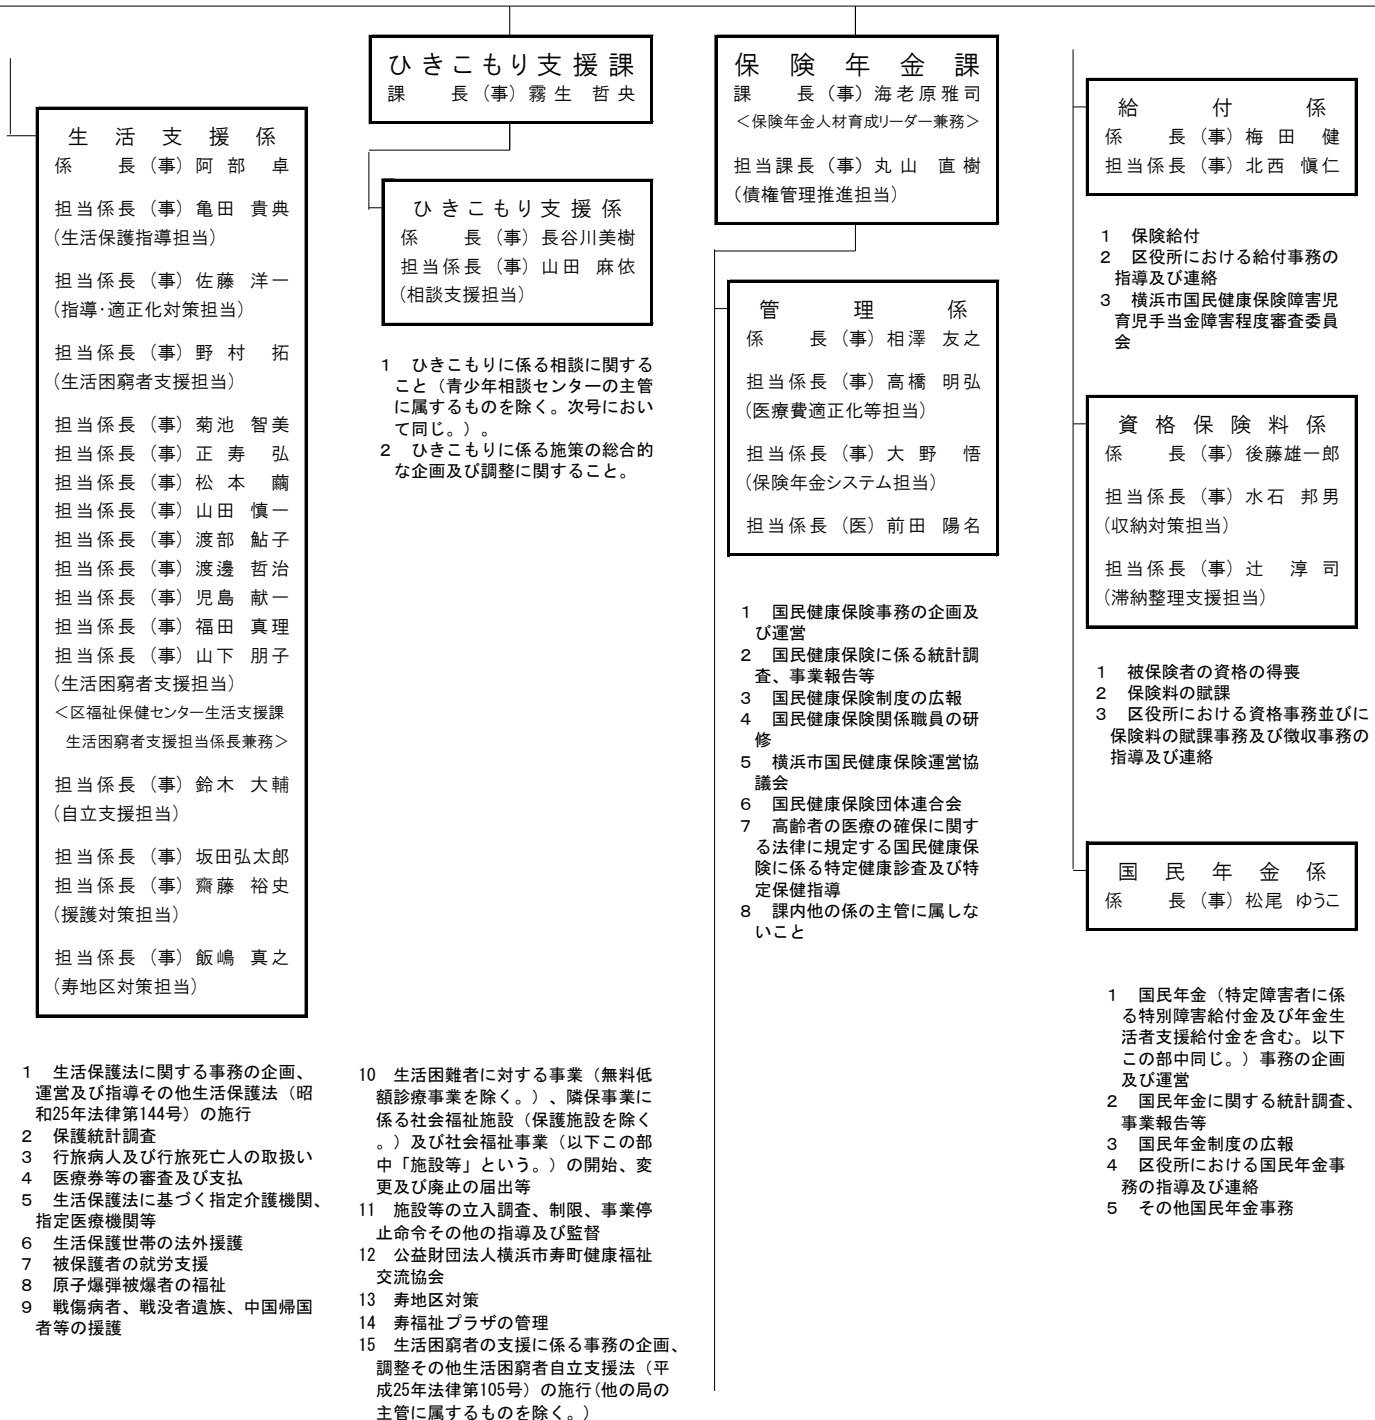 生活支援係
係　　長（事）阿部　卓
担当係長（事）亀田　貴典
（生活保護指導担当）
担当係長（事）佐藤　洋一
（指導・適正化対策担当）
担当係長（事）野村　拓
（生活困窮者支援担当）
担当係長（事）菊池　智美
担当係長（事）正寿　弘
担当係長（事）松本　繭
担当係長（事）山田　慎一
担当係長（事）渡部　鮎子
担当係長（事）渡邊　哲治
担当係長（事）児島　献一
担当係長（事）福田　真理
担当係長（事）山下　朋子
（生活困窮者支援担当）
＜区福祉保健センター生活支援課
生活困窮者支援担当係長兼務＞
担当係長（事）鈴木　大輔
（自立支援担当）
担当係長（事）坂田弘太郎
担当係長（事）齋藤　裕史
（援護対策担当）
担当係長（事）飯嶋　真之
（寿地区対策担当）
1　生活保護法に関する事務の企画、
運営及び指導その他生活保護法（昭
和25年法律第144号）の施行
2　保護統計調査
3　行旅病人及び行旅死亡人の取扱い
4　医療券等の審査及び支払
5　生活保護法に基づく指定介護機関、
指定医療機関等
6　生活保護世帯の法外援護
7　被保護者の就労支援
8　原子爆弾被爆者の福祉
9　戦傷病者、戦没者遺族、中国帰国
者等の援護
10　生活困難者に対する事業（無料低
額診療事業を除く。）、隣保事業に
係る社会福祉施設（保護施設を除く
。）及び社会福祉事業（以下この部
中「施設等」という。）の開始、変
更及び廃止の届出等
11　施設等の立入調査、制限、事業停
止命令その他の指導及び監督
12　公益財団法人横浜市寿町健康福祉
交流協会
13　寿地区対策
14　寿福祉プラザの管理
15　生活困窮者の支援に係る事務の企画、
調整その他生活困窮者自立支援法（平
成25年法律第105号）の施行（他の局の
主管に属するものを除く。）
ひきこもり支援課
課　　長（事）霧生　哲央
ひきこもり支援係
係　　長（事）長谷川美樹
担当係長（事）山田　麻依
（相談支援担当）
1　ひきこもりに係る相談に関する
こと（青少年相談センターの主管
に属するものを除く。次号におい
て同じ。）。
2　ひきこもりに係る施策の総合的
な企画及び調整に関すること。
保険年金課
課　　長（事）海老原雅司
＜保険年金人材育成リーダー兼務＞
担当課長（事）丸山　直樹
（債権管理推進担当）
管理係
係　　長（事）相澤　友之
担当係長（事）高橋　明弘
（医療費適正化等担当）
担当係長（事）大野　悟
（保険年金システム担当）
担当係長（医）前田　陽名
1　国民健康保険事務の企画及
び運営
2　国民健康保険に係る統計調
査、事業報告等
3　国民健康保険制度の広報
4　国民健康保険関係職員の研
修
5　横浜市国民健康保険運営協
議会
6　国民健康保険団体連合会
7　高齢者の医療の確保に関す
る法律に規定する国民健康保
険に係る特定健康診査及び特
定保健指導
8　課内他の係の主管に属しな
いこと
給付係
係　　長（事）梅田　健
担当係長（事）北西　愼仁
1　保険給付
2　区役所における給付事務の
指導及び連絡
3　横浜市国民健康保険障害児
育児手当金障害程度審査委員
会
資格保険料係
係　　長（事）後藤雄一郎
担当係長（事）水石　邦男
（収納対策担当）
担当係長（事）辻　淳司
（滞納整理支援担当）
1　被保険者の資格の得喪
2　保険料の賦課
3　区役所における資格事務並びに
保険料の賦課事務及び徴収事務の
指導及び連絡
国民年金係
係　　長（事）松尾　ゆうこ
1　国民年金（特定障害者に係
る特別障害給付金及び年金生
活者支援給付金を含む。以下
この部中同じ。）事務の企画
及び運営
2　国民年金に関する統計調査、
事業報告等
3　国民年金制度の広報
4　区役所における国民年金事
務の指導及び連絡
5　その他国民年金事務